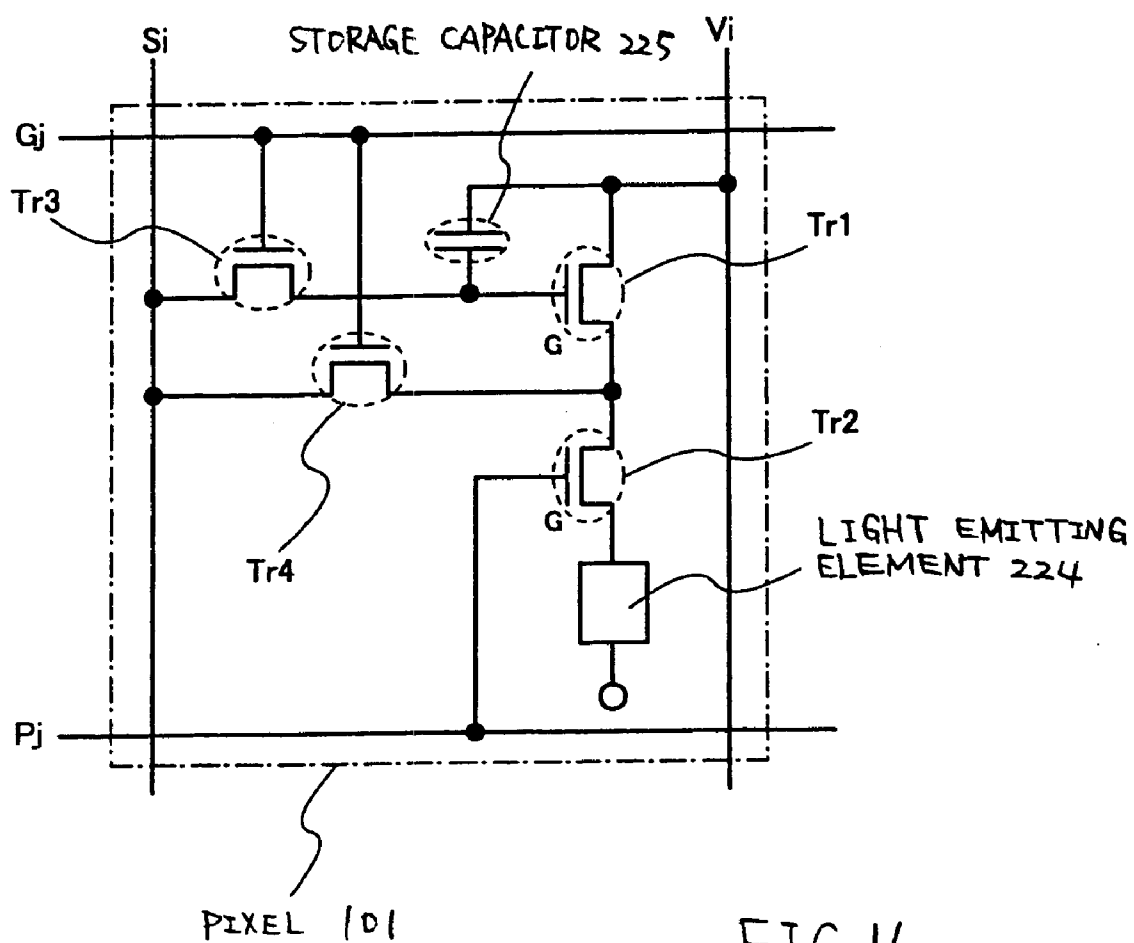 Si
STORAGE CAPACITOR 225
Vi
Gj
Tr3
Tr1
G
Tr2
G
LIGHT EMITTING
ELEMENT 224
Tr4
Pj
PIXEL 101